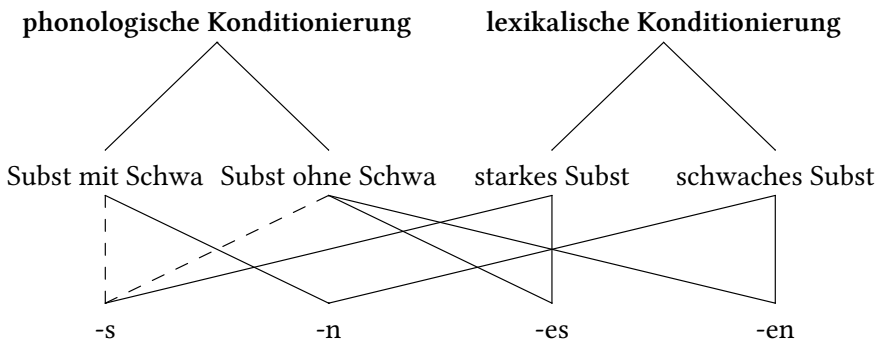 phonologische Konditionierung lexikalische Konditionierung
Subst mit Schwa Subst ohne Schwa starkes Subst schwaches Subst
-s -n -es -en